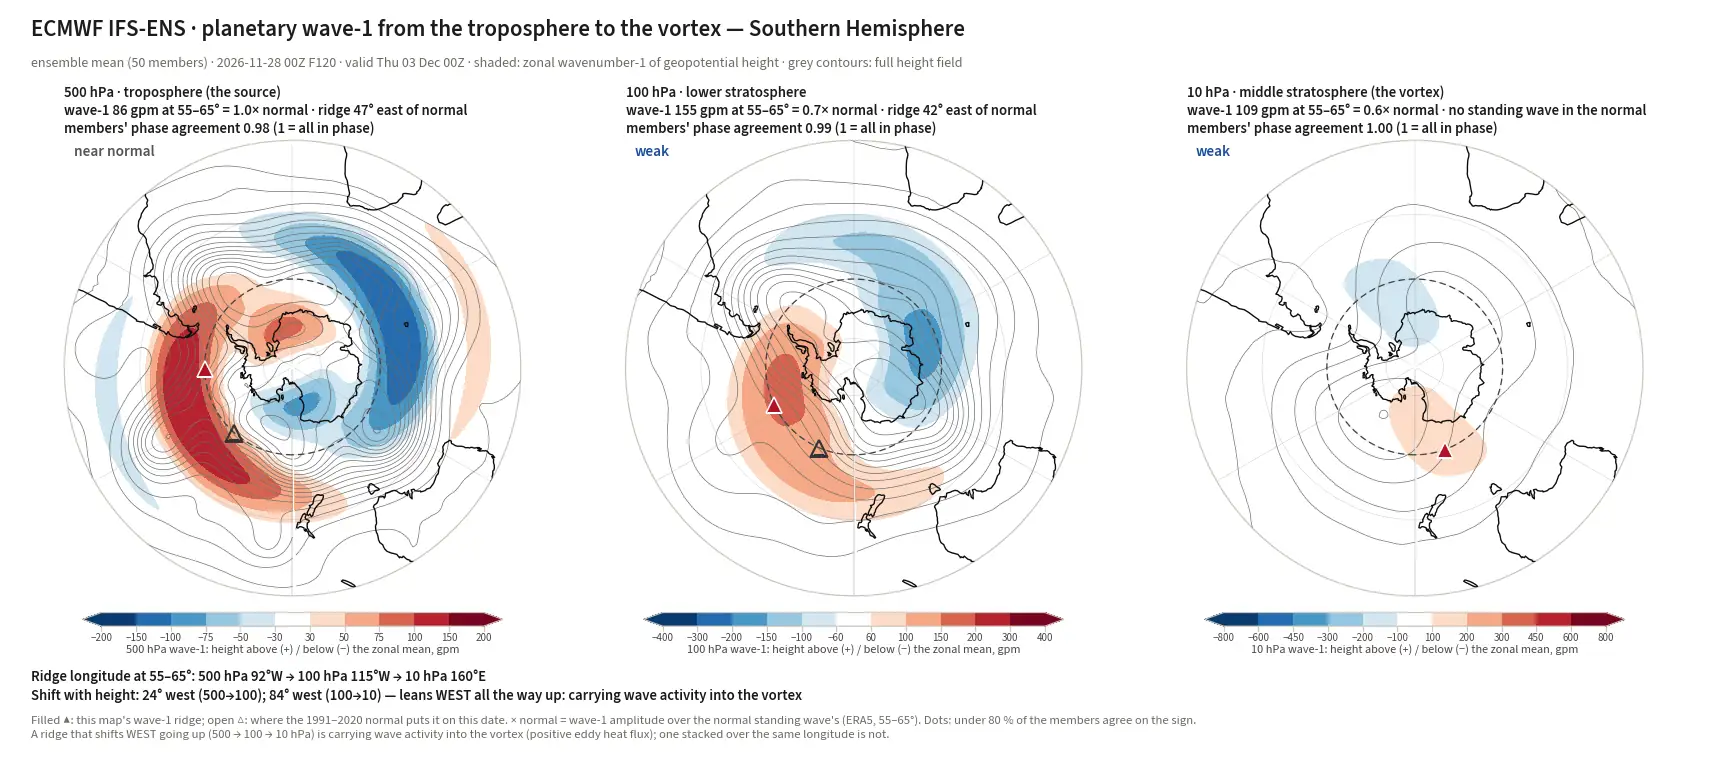 ECMWF IFS-ENS · planetary wave-1 from the troposphere to the vortex — Southern Hemisphere
ensemble mean (50 members) · 2026-11-28 00Z F120 · valid Thu 03 Dec 00Z · shaded: zonal wavenumber-1 of geopotential height · grey contours: full height field
500 hPa · troposphere (the source)
wave-1 86 gpm at 55–65° = 1.0× normal · ridge 47° east of normal
members' phase agreement 0.98 (1 = all in phase)
near normal
100 hPa · lower stratosphere
wave-1 155 gpm at 55–65° = 0.7× normal · ridge 42° east of normal
members' phase agreement 0.99 (1 = all in phase)
weak
10 hPa · middle stratosphere (the vortex)
wave-1 109 gpm at 55–65° = 0.6× normal · no standing wave in the normal
members' phase agreement 1.00 (1 = all in phase)
weak
−200 −150 −100 −75 −50 −30 30 50 75 100 150 200
500 hPa wave-1: height above (+) / below (−) the zonal mean, gpm
−400 −300 −200 −150 −100 −60 60 100 150 200 300 400
100 hPa wave-1: height above (+) / below (−) the zonal mean, gpm
−800 −600 −450 −300 −200 −100 100 200 300 450 600 800
10 hPa wave-1: height above (+) / below (−) the zonal mean, gpm
Ridge longitude at 55–65°: 500 hPa 92°W → 100 hPa 115°W → 10 hPa 160°E
Shift with height: 24° west (500→100); 84° west (100→10) — leans WEST all the way up: carrying wave activity into the vortex
Filled ▲: this map's wave-1 ridge; open △: where the 1991–2020 normal puts it on this date. × normal = wave-1 amplitude over the normal standing wave's (ERA5, 55–65°). Dots: under 80 % of the members agree on the sign.
A ridge that shifts WEST going up (500 → 100 → 10 hPa) is carrying wave activity into the vortex (positive eddy heat flux); one stacked over the same longitude is not.